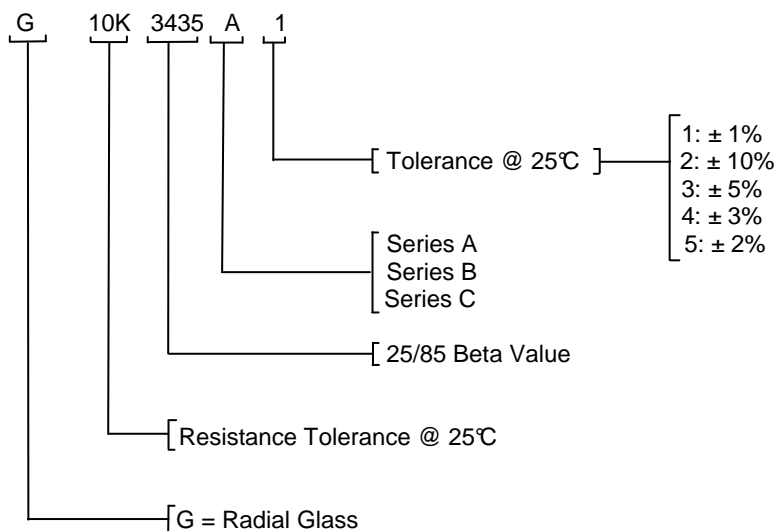 G 10K 3435 A 1
Tolerance @ 25°C
1: ± 1%
2: ± 10%
3: ± 5%
4: ± 3%
5: ± 2%
Series A
Series B
Series C
25/85 Beta Value
Resistance Tolerance @ 25°C
G = Radial Glass